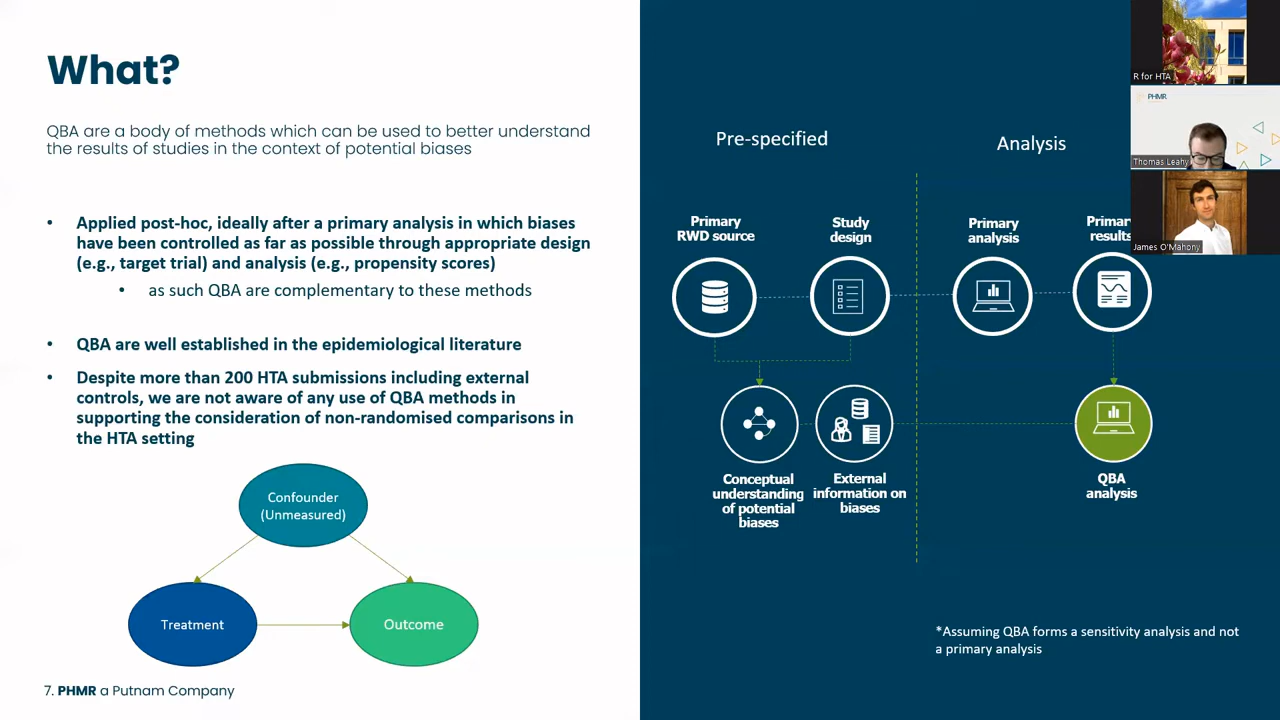 What?
QBA are a body of methods which can be used to better understand
the results of studies in the context of potential biases
• Applied post-hoc, ideally after a primary analysis in which biases
have been controlled as far as possible through appropriate design
(e.g., target trial) and analysis (e.g., propensity scores)
• as such QBA are complementary to these methods
• QBA are well established in the epidemiological literature
• Despite more than 200 HTA submissions including external
controls, we are not aware of any use of QBA methods in
supporting the consideration of non-randomised comparisons in
the HTA setting
Confounder
(Unmeasured)
Treatment
Outcome
7. PHMR a Putnam Company
Pre-specified
Analysis
Primary
RWD source
Study
design
Primary
analysis
Primary
results
Conceptual
understanding
of potential
biases
External
information on
biases
QBA
analysis
*Assuming QBA forms a sensitivity analysis and not
a primary analysis
R for HTA
PHMR
Thomas Leahy
James O'Mahony